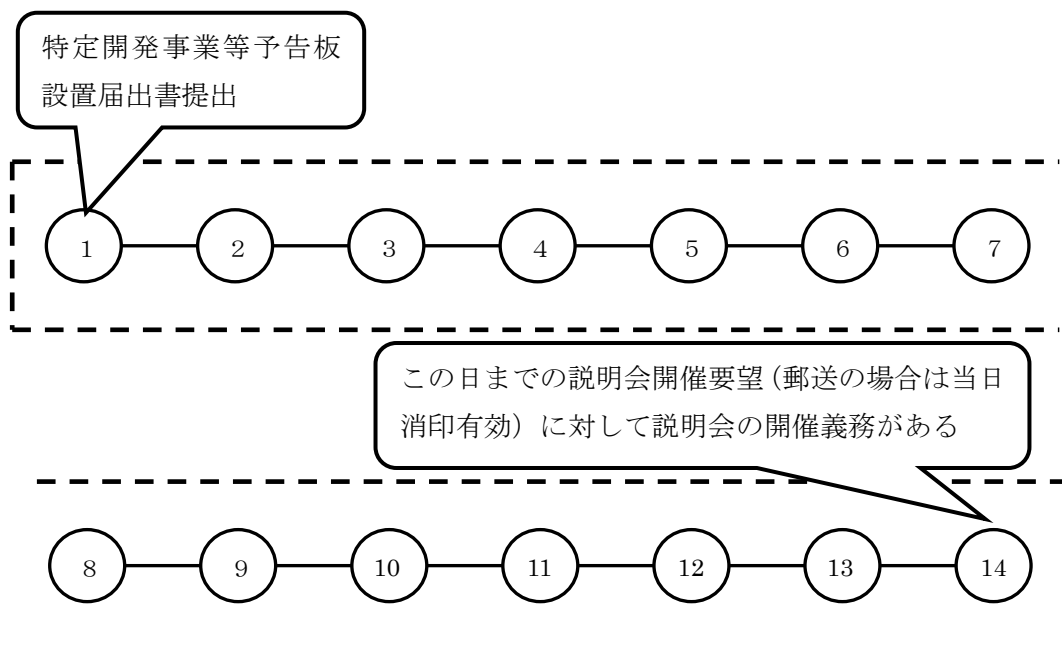 特定開発事業等予告板
設置届出書提出
1 2 3 4 5 6 7
この日までの説明会開催要望(郵送の場合は当日
消印有効)に対して説明会の開催義務がある
8 9 10 11 12 13 14